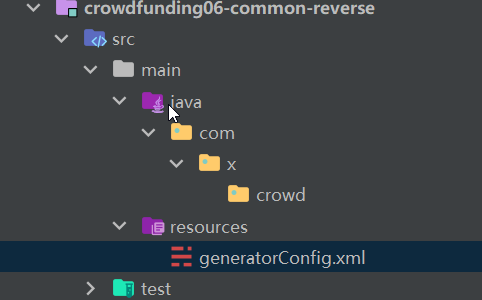 crowdfunding06-common-reverse
src
main
java
com
x
crowd
resources
generatorConfig.xml
test